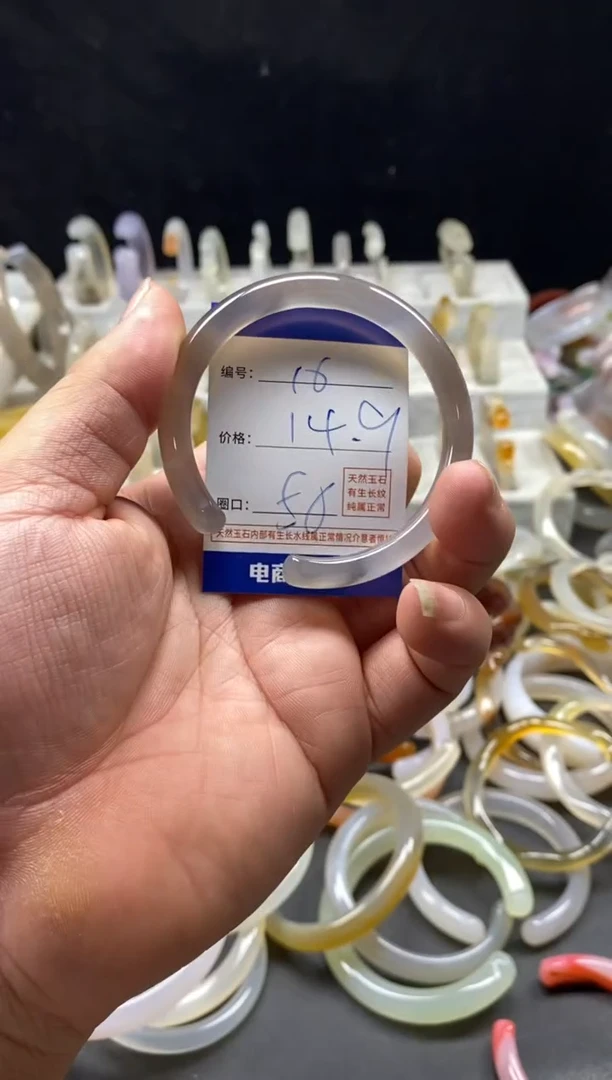 编号: 16
价格: 14.9
圈口: 58
天然玉石
有生长纹
纯属正常
天然玉石内部有生长水线属正常情况介意者慎
电商